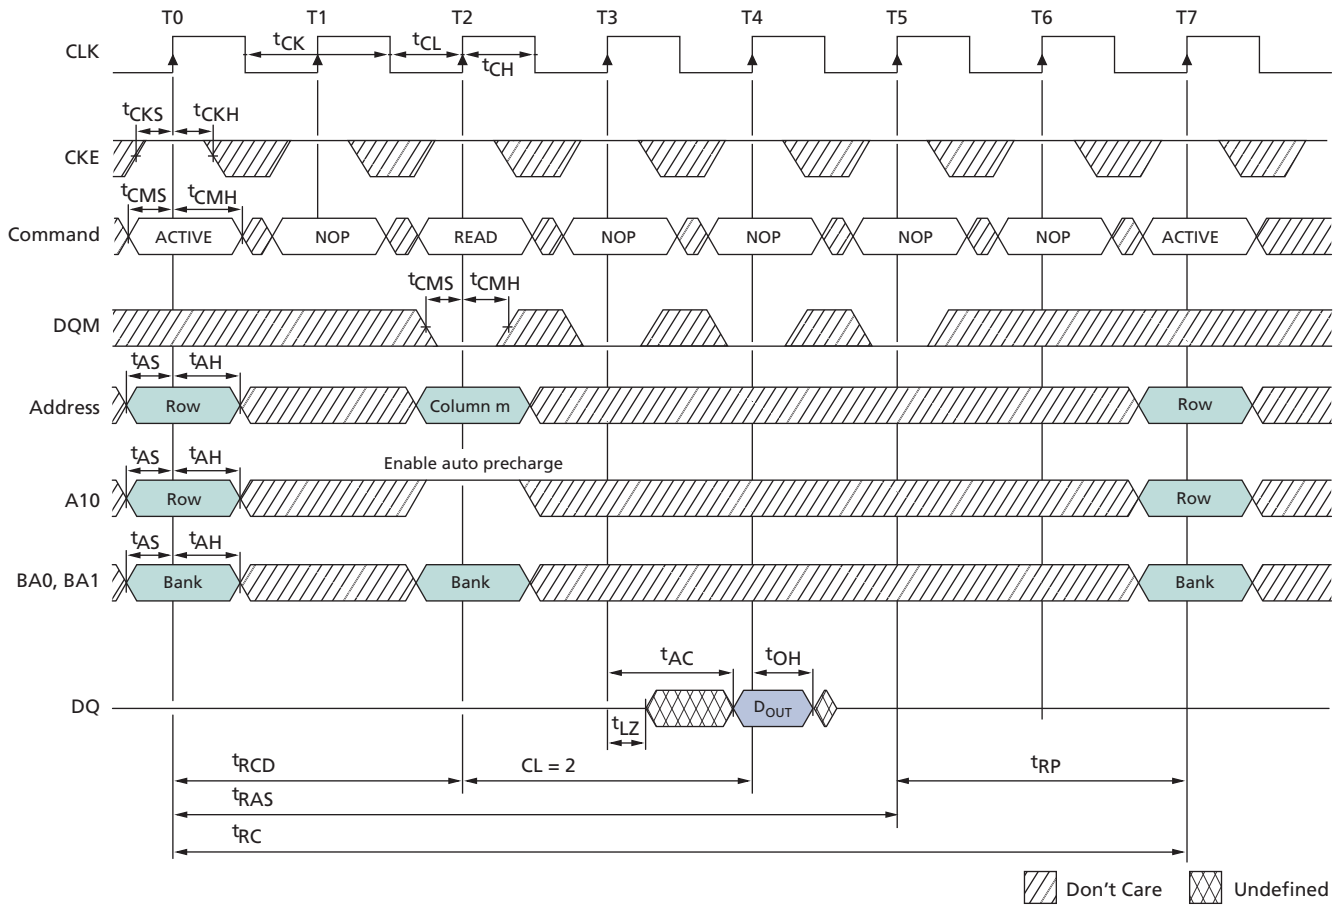 T0 T1 T2 T3 T4 T5 T6 T7
CLK tCK tCL tCH
tCKS tCKH
CKE
tCMS tCMH
Command ACTIVE NOP READ NOP NOP NOP NOP ACTIVE
tCMS tCMH
DQM
tAS tAH
Address Row Column m Row
tAS tAH Enable auto precharge
A10 Row Row
tAS tAH
BA0, BA1 Bank Bank Bank
tAC tOH
DQ DOUT
tLZ
tRCD CL = 2 tRP
tRAS
tRC
Don't Care Undefined